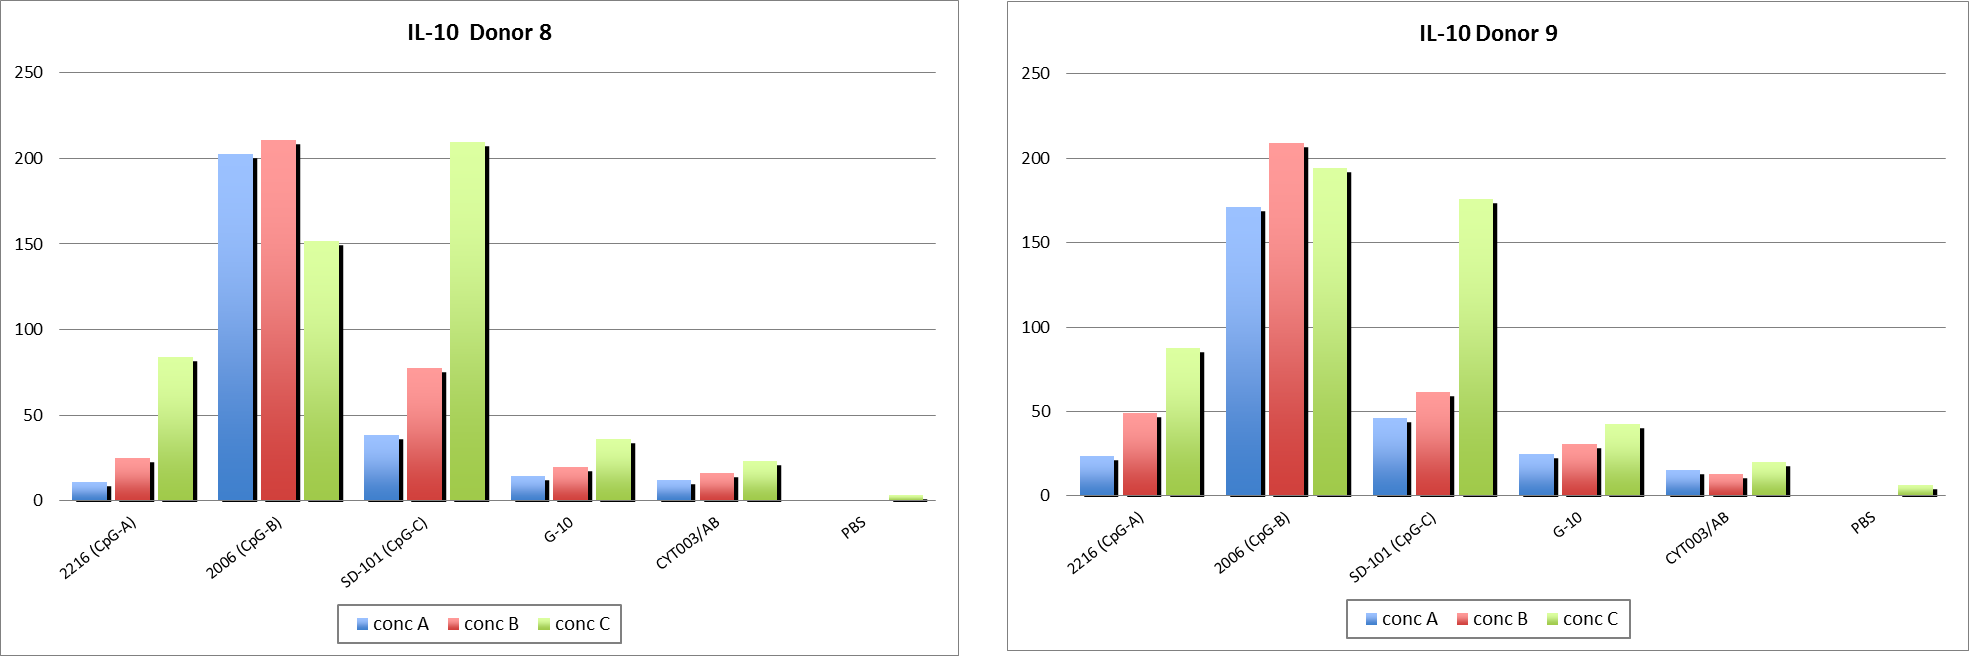 IL-10  Donor 8
250
200
150
100
50
0
2216 (CpG-A)
2006 (CpG-B)
SD-101 (CpG-C)
G-10
CYT003/AB
PBS
conc A
conc B
conc C
IL-10 Donor 9
250
200
150
100
50
0
2216 (CpG-A)
2006 (CpG-B)
SD-101 (CpG-C)
G-10
CYT003/AB
PBS
conc A
conc B
conc C